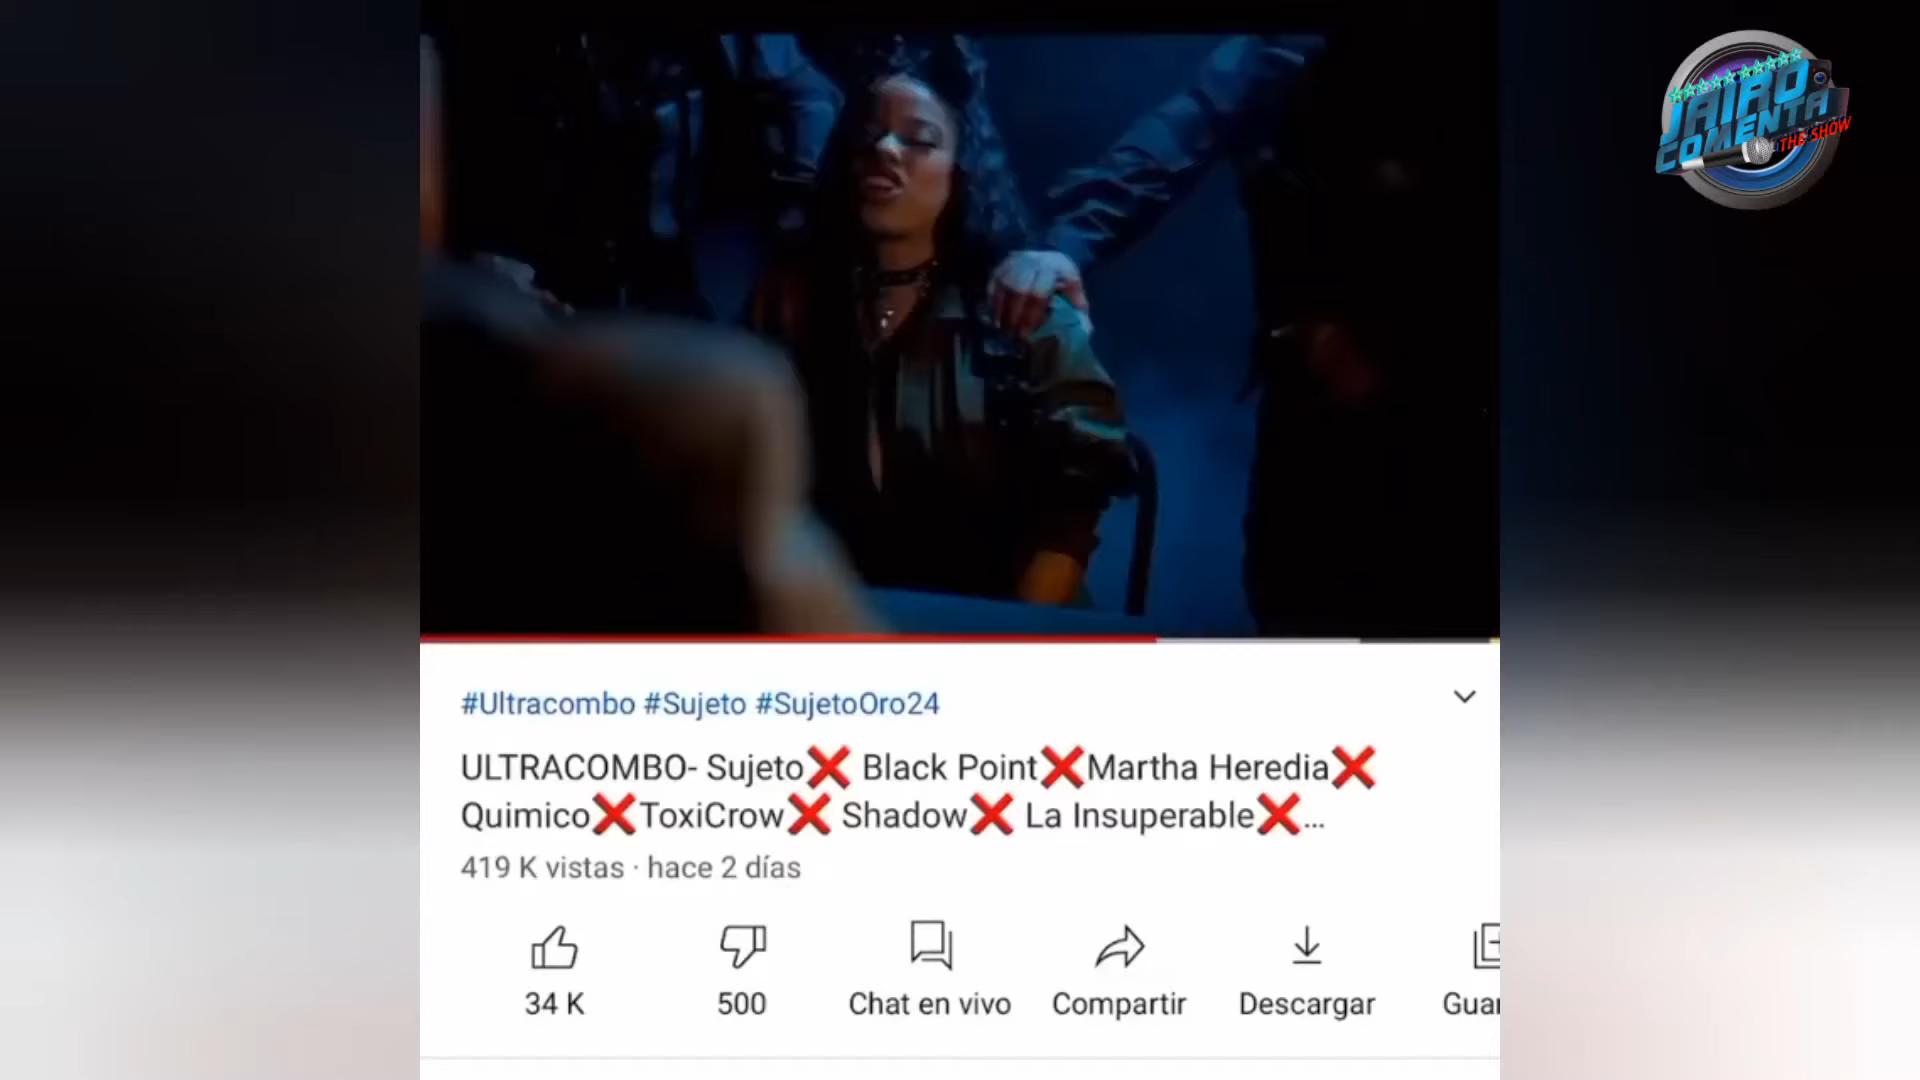 JAIRO
COMENTA
THE SHOW
#Ultracombo #Sujeto #SujetoOro24
ULTRACOMBO- Sujeto❌ Black Point❌Martha Heredia❌
Quimico❌ToxiCrow❌ Shadow❌ La Insuperable❌...
419 K vistas · hace 2 días
34 K 500 Chat en vivo Compartir Descargar Guar